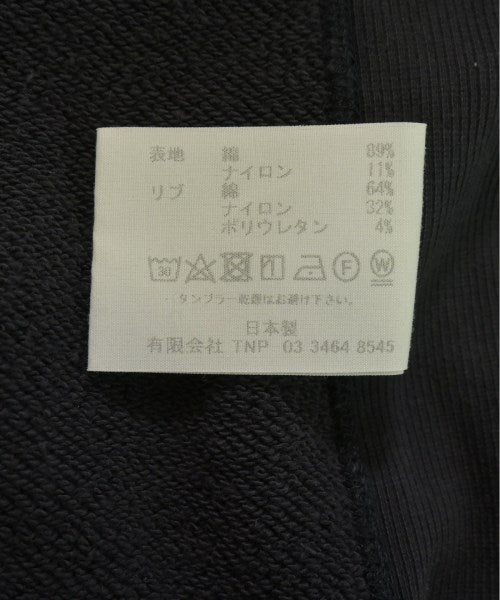 表地 綿 89%
ナイロン 11%
リブ 綿 64%
ナイロン 32%
ポリウレタン 4%
30 F W
タンブラー乾燥はお避け下さい。
日本製
有限会社 TNP 03 3464 8545